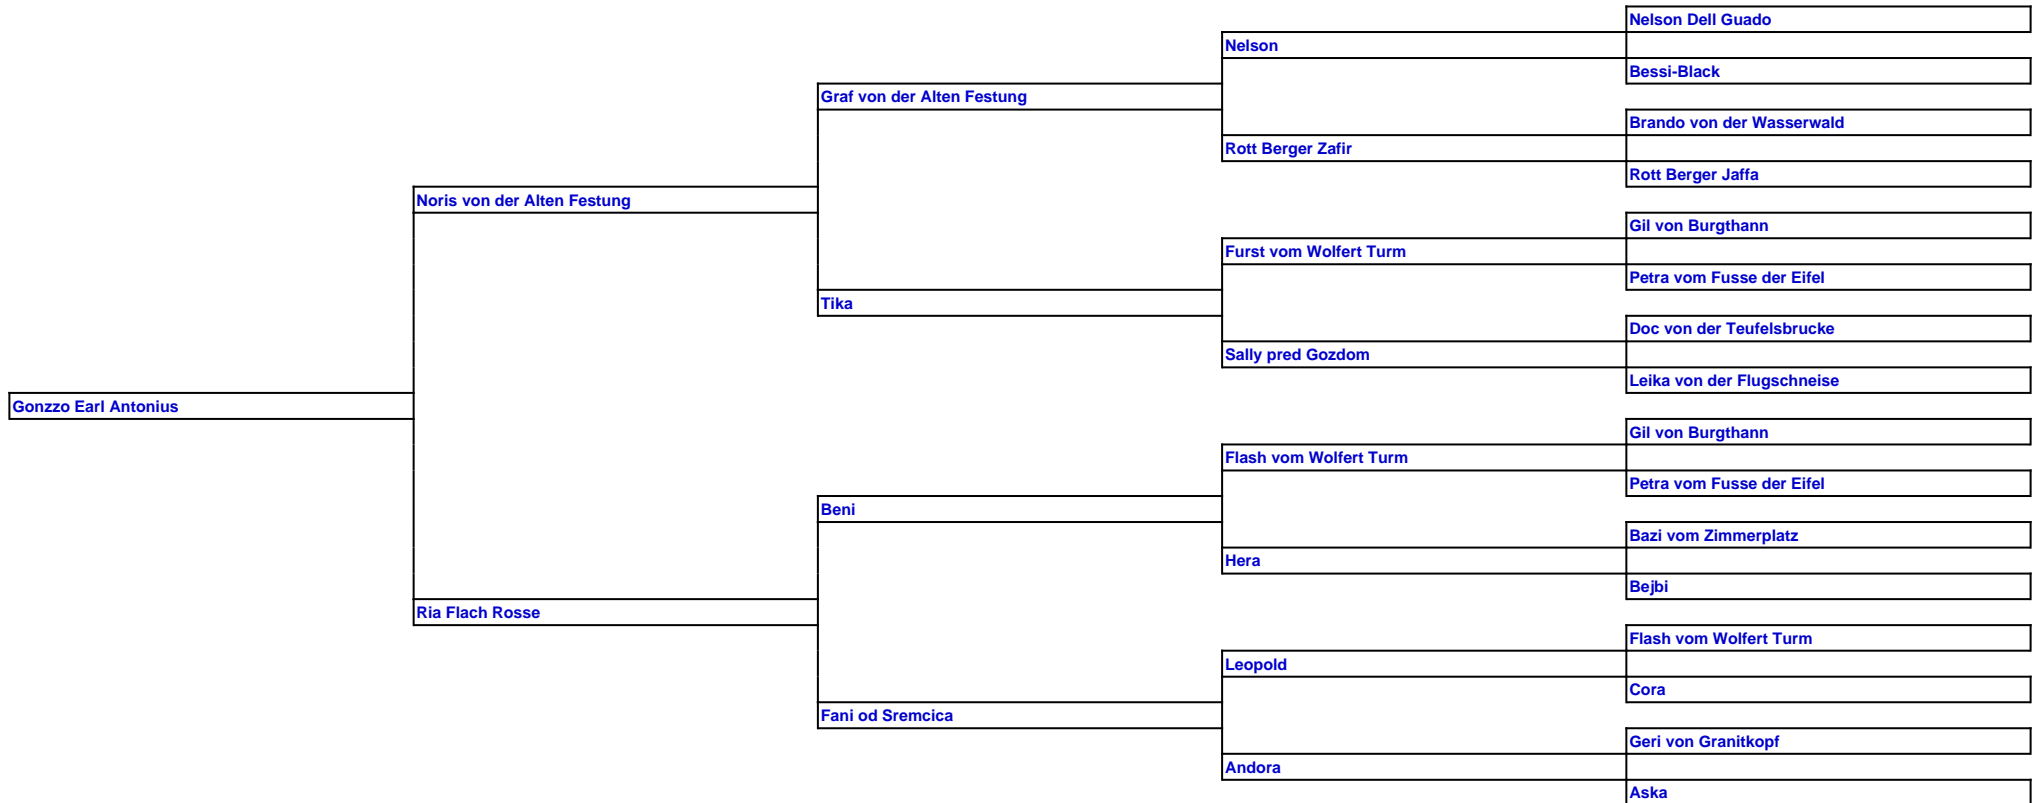 Nelson Dell Guado
Nelson
Bessi-Black
Graf von der Alten Festung
Brando von der Wasserwald
Rott Berger Zafir
Rott Berger Jaffa
Noris von der Alten Festung
Gil von Burgthann
Furst vom Wolfert Turm
Petra vom Fusse der Eifel
Tika
Doc von der Teufelsbrucke
Sally pred Gozdom
Leika von der Flugschneise
Gonzzo Earl Antonius
Gil von Burgthann
Flash vom Wolfert Turm
Petra vom Fusse der Eifel
Beni
Bazi vom Zimmerplatz
Hera
Bejbi
Ria Flach Rosse
Flash vom Wolfert Turm
Leopold
Cora
Fani od Sremcica
Geri von Granitkopf
Andora
Aska